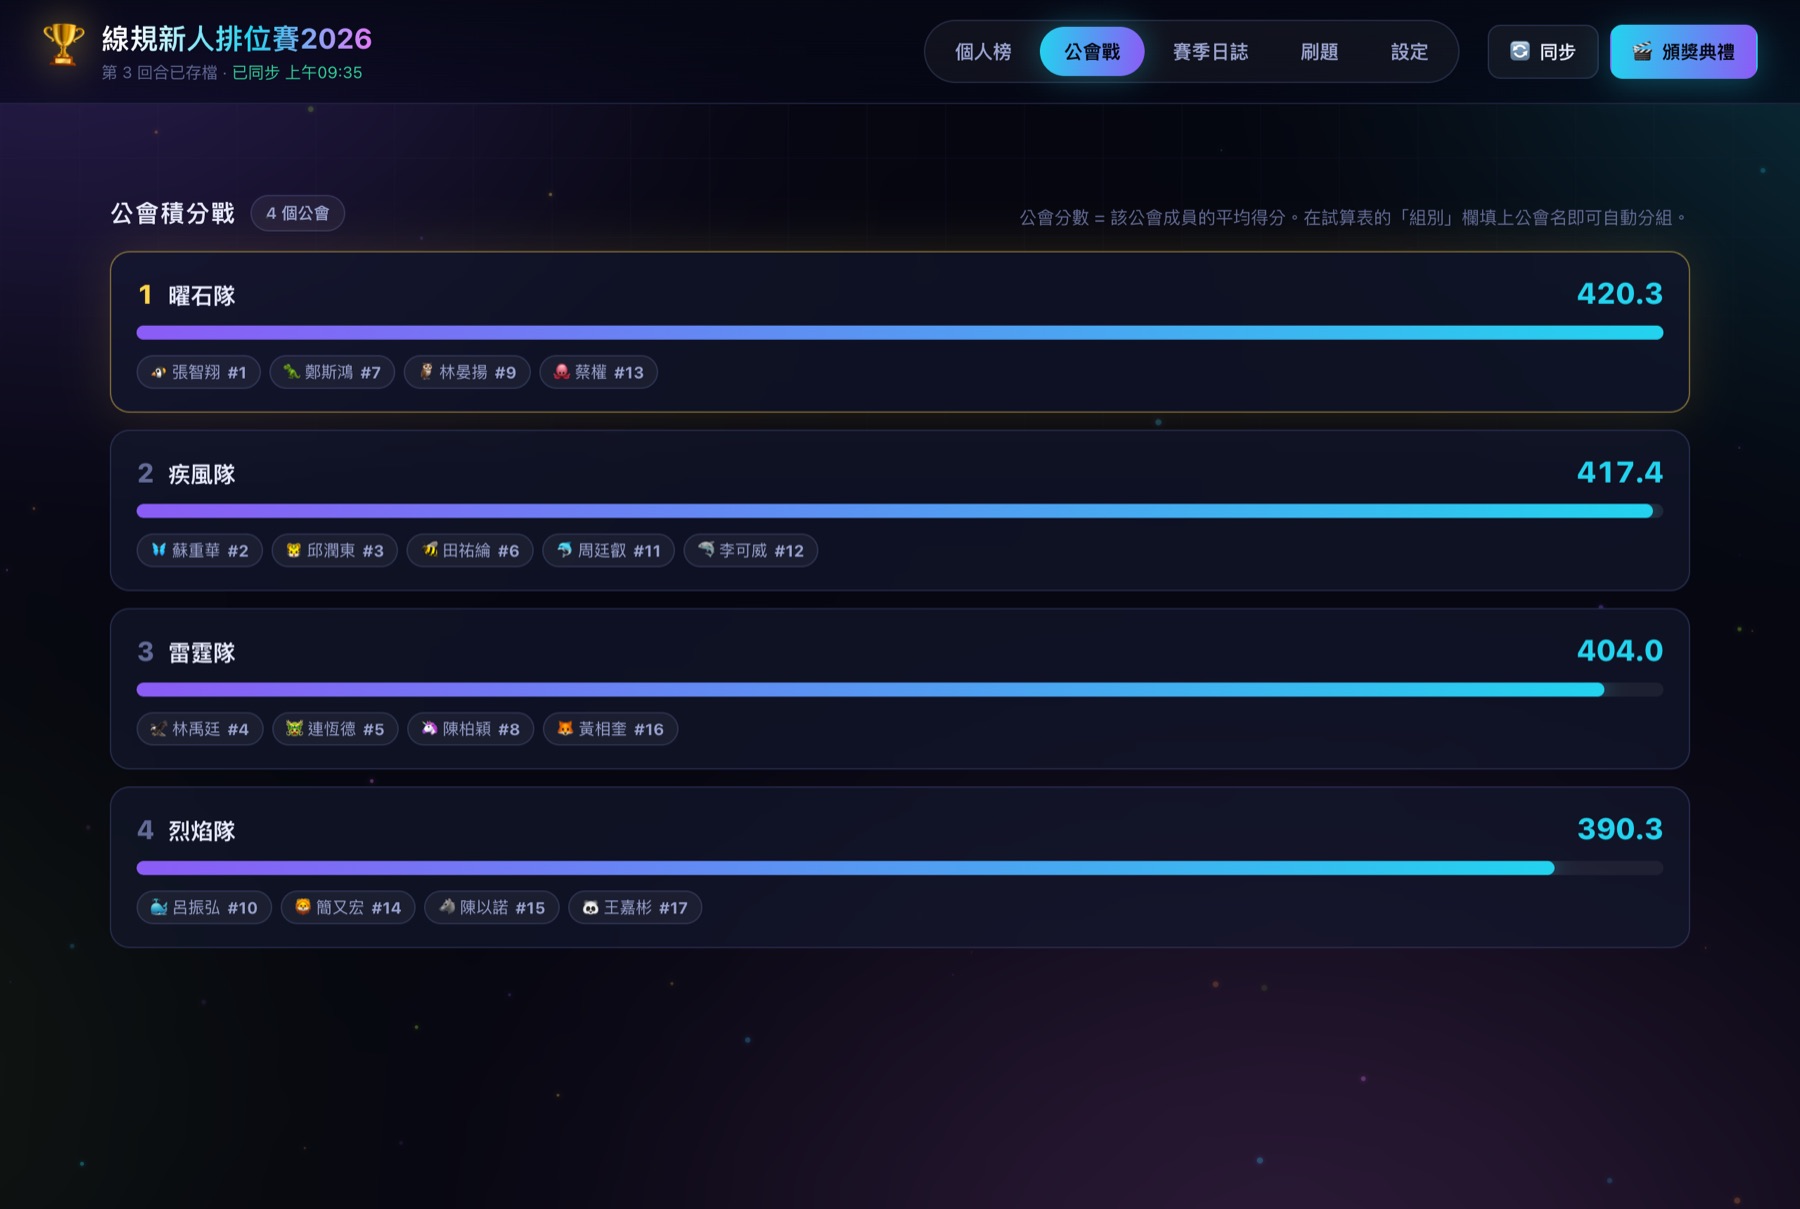 線規新人排位賽2026
第 3 回合已存檔 · 已同步 上午09:35
個人榜 公會戰 賽季日誌 刷題 設定
同步
頒獎典禮
公會積分戰 4 個公會
公會分數 = 該公會成員的平均得分。在試算表的「組別」欄填上公會名即可自動分組。
1 曜石隊 420.3
張智翔 #1 鄭斯鴻 #7 林晏揚 #9 蔡權 #13
2 疾風隊 417.4
蘇重華 #2 邱潤東 #3 田祐綸 #6 周廷叡 #11 李可威 #12
3 雷霆隊 404.0
林禹廷 #4 連恆德 #5 陳柏穎 #8 黃相奎 #16
4 烈焰隊 390.3
呂振弘 #10 簡又宏 #14 陳以諾 #15 王嘉彬 #17